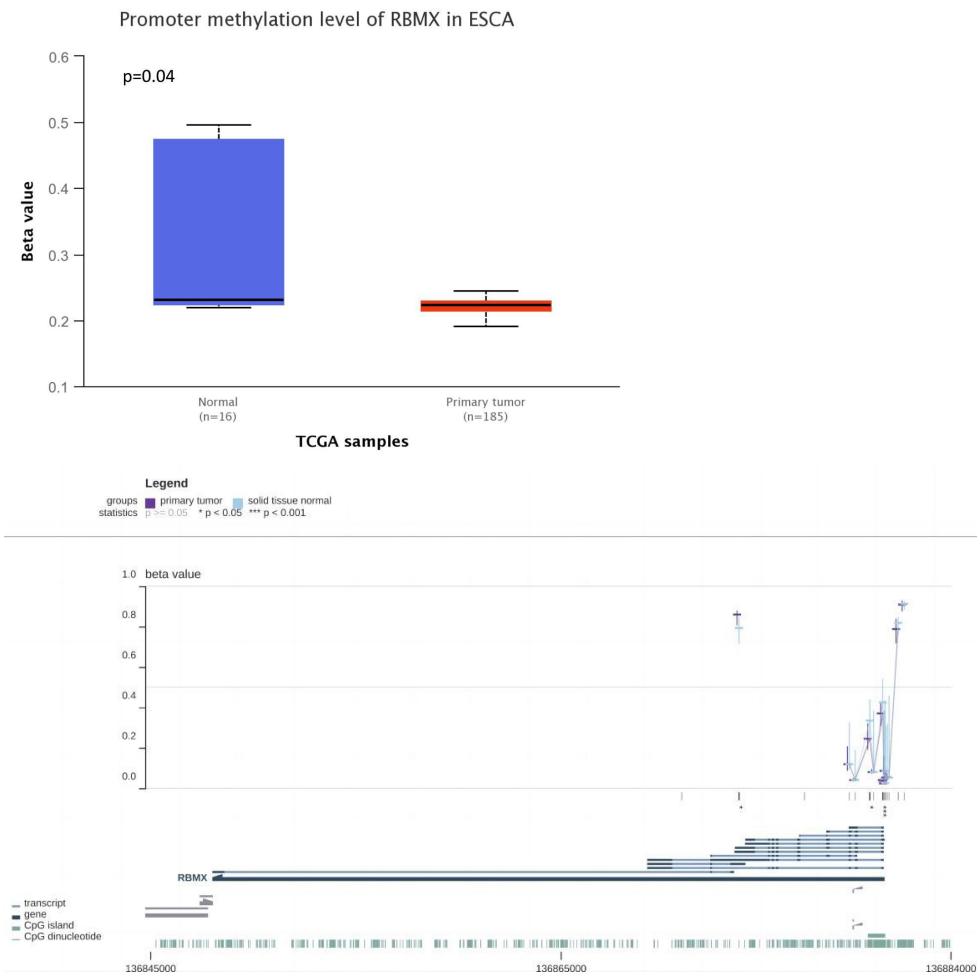 Promoter methylation level of RBMX in ESCA
0.6
p=0.04
0.5
0.4
0.3
0.2
0.1
Beta value
Normal
(n=16)
Primary tumor
(n=185)
TCGA samples
Legend
groups primary tumor solid tissue normal
statistics p >= 0.05 * p < 0.05 *** p < 0.001
1.0 beta value
0.8
0.6
0.4
0.2
0.0
RBMX
transcript
gene
CpG island
CpG dinucleotide
136845000 136865000 136884000